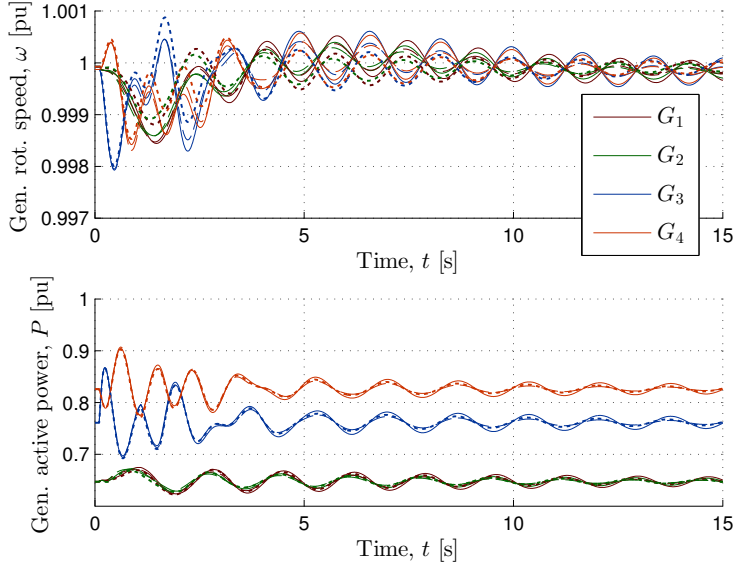 Gen. rot. speed, ω [pu]
1.001
1
0.999
0.998
0.997
0
5
10
15
Time, t [s]
G1
G2
G3
G4
Gen. active power, P [pu]
1
0.9
0.8
0.7
0
5
10
15
Time, t [s]